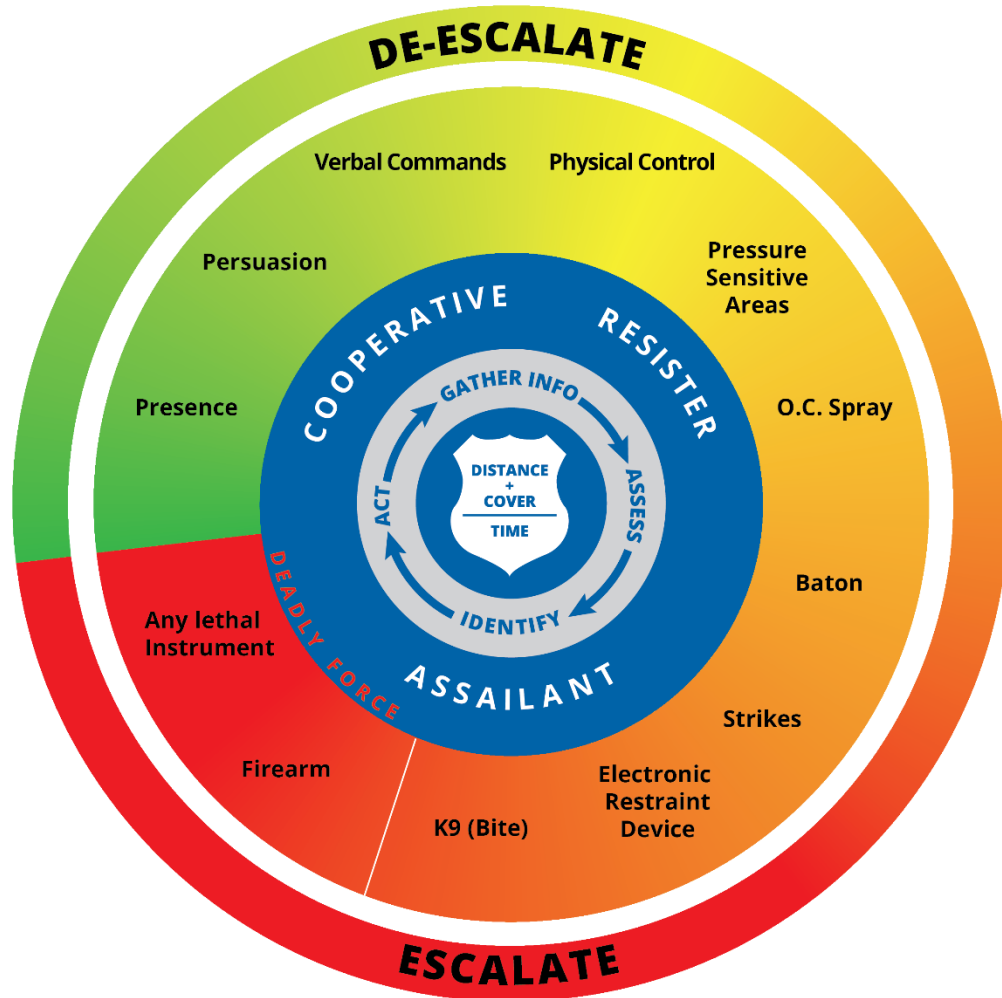 DE-ESCALATE
Verbal Commands
Physical Control
Persuasion
Pressure
Sensitive
Areas
Presence
O.C. Spray
Baton
Strikes
Electronic
Restraint
Device
K9 (Bite)
Firearm
Any lethal
Instrument
DEADLY FORCE
COOPERATIVE
RESISTER
ASSAILANT
GATHER INFO
ASSESS
IDENTIFY
ACT
DISTANCE
+
COVER
TIME
ESCALATE